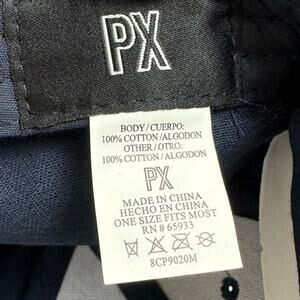 PX
BODY/CUERPO:
100% COTTON/ALGODON
OTHER/OTRO:
100% COTTON/ALGODON
PX
MADE IN CHINA
HECHO EN CHINA
ONE SIZE FITS MOST
RN# 65933
8CP9020M